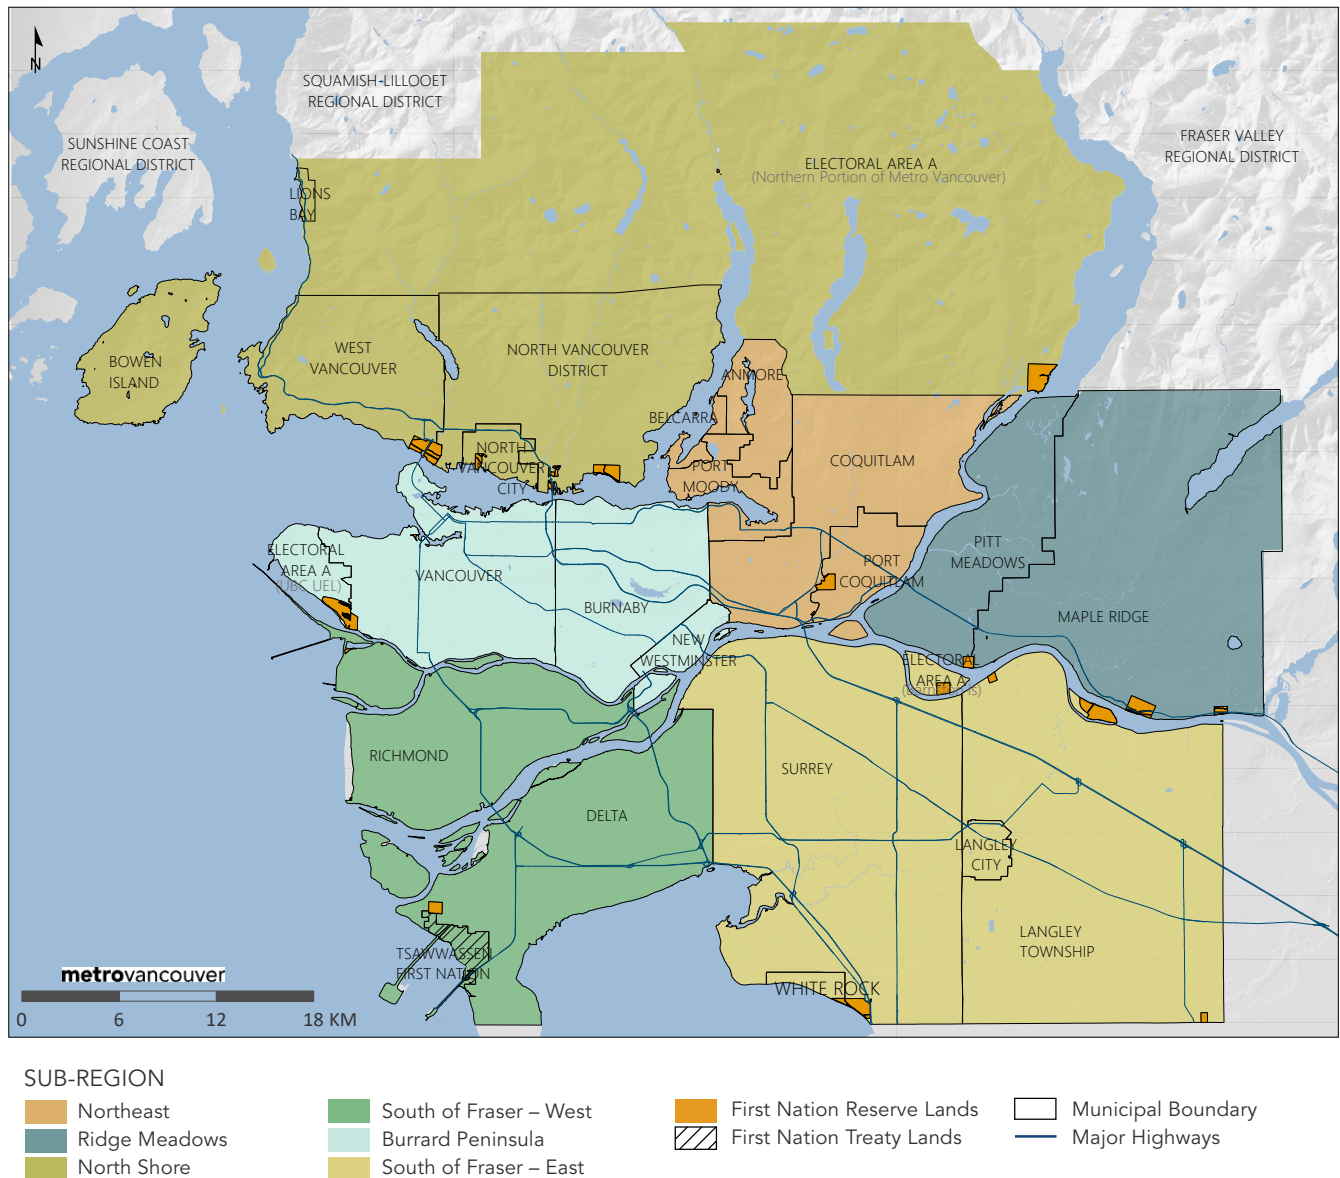 N
SQUAMISH-LILLOOET
REGIONAL DISTRICT
SUNSHINE COAST
REGIONAL DISTRICT
FRASER VALLEY
REGIONAL DISTRICT
ELECTORAL AREA A
(Northern Portion of Metro Vancouver)
LIONS
BAY
BOWEN
ISLAND
WEST
VANCOUVER
NORTH VANCOUVER
DISTRICT
ANMORE
BELCARRA
NORTH
VANCOUVER
CITY
PORT
MOODY
COQUITLAM
ELECTORAL
AREA A
(UBC UEL)
VANCOUVER
BURNABY
PORT
COQUITLAM
PITT
MEADOWS
MAPLE RIDGE
NEW
WESTMINSTER
ELECTORAL
AREA A
(Barnstons)
RICHMOND
SURREY
DELTA
LANGLEY
CITY
LANGLEY
TOWNSHIP
TSAWWASSEN
FIRST NATION
WHITE ROCK
metrovancouver
0 6 12 18 KM
SUB-REGION
Northeast
Ridge Meadows
North Shore
South of Fraser – West
Burrard Peninsula
South of Fraser – East
First Nation Reserve Lands
First Nation Treaty Lands
Municipal Boundary
Major Highways